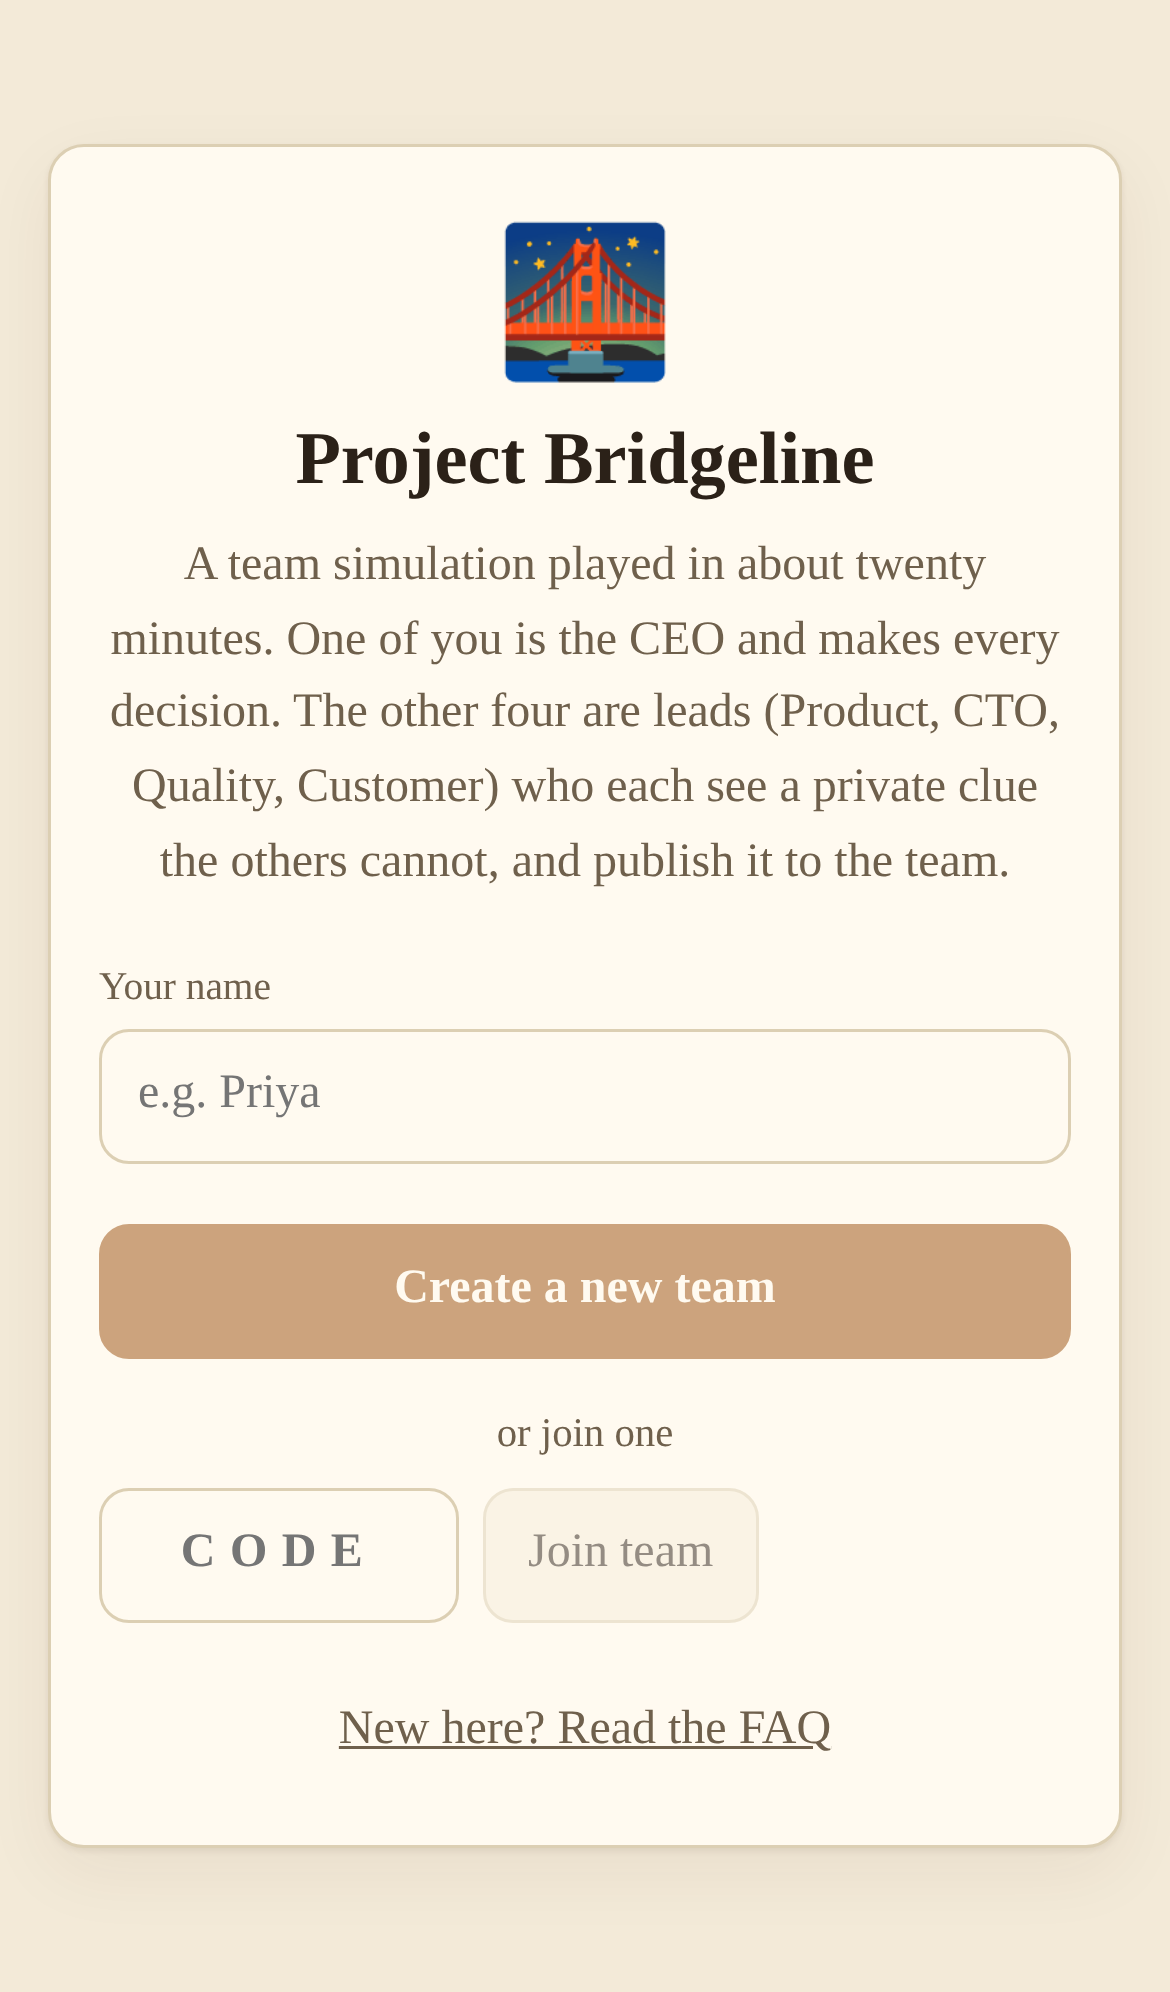 Project Bridgeline
A team simulation played in about twenty
minutes. One of you is the CEO and makes every
decision. The other four are leads (Product, CTO,
Quality, Customer) who each see a private clue
the others cannot, and publish it to the team.
Your name
e.g. Priya
Create a new team
or join one
CODE
Join team
New here? Read the FAQ